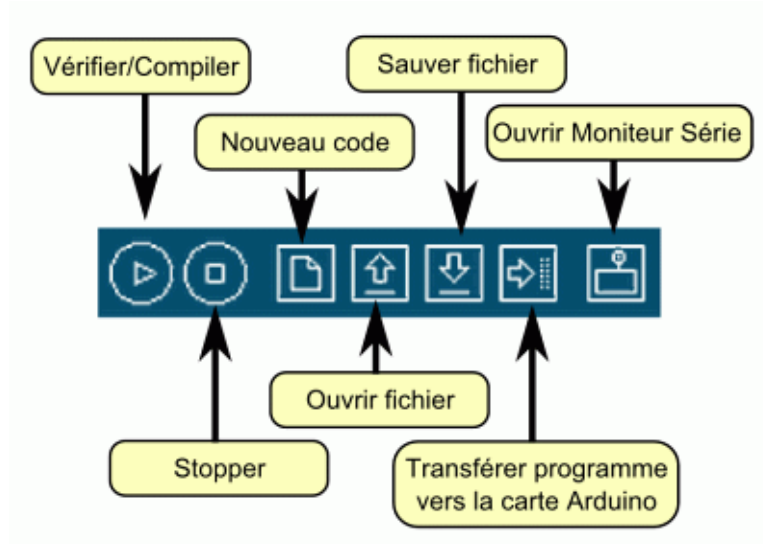 Vérifier/Compiler
Sauver fichier
Nouveau code
Ouvrir Moniteur Série
Ouvrir fichier
Stopper
Transférer programme
vers la carte Arduino